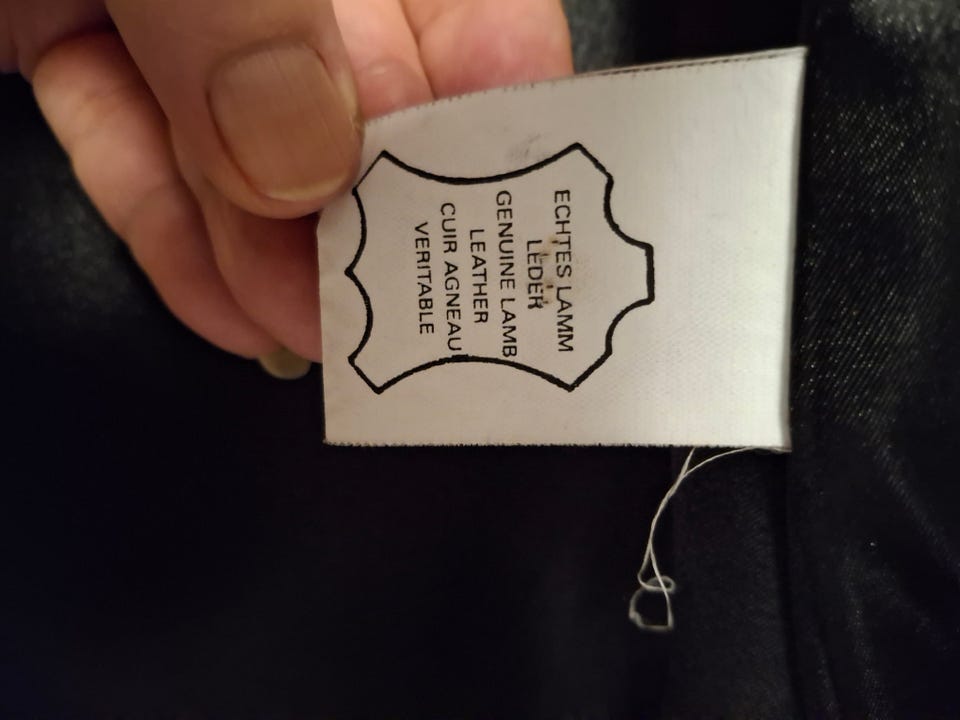 ECHTES LAMM
LEDER
GENUINE LAMB
LEATHER
CUIR AGNEAU
VERITABLE